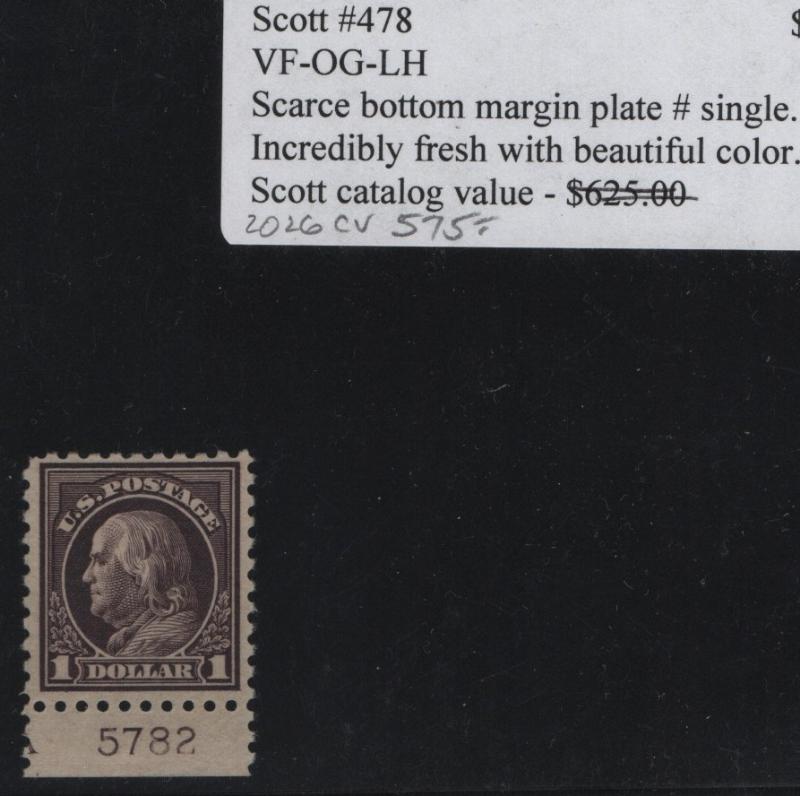 Scott #478
$
VF-OG-LH
Scarce bottom margin plate # single.
Incredibly fresh with beautiful color.
Scott catalog value - $625.00
2026 CV 575-
U.S. POSTAGE
1 DOLLAR 1
5782